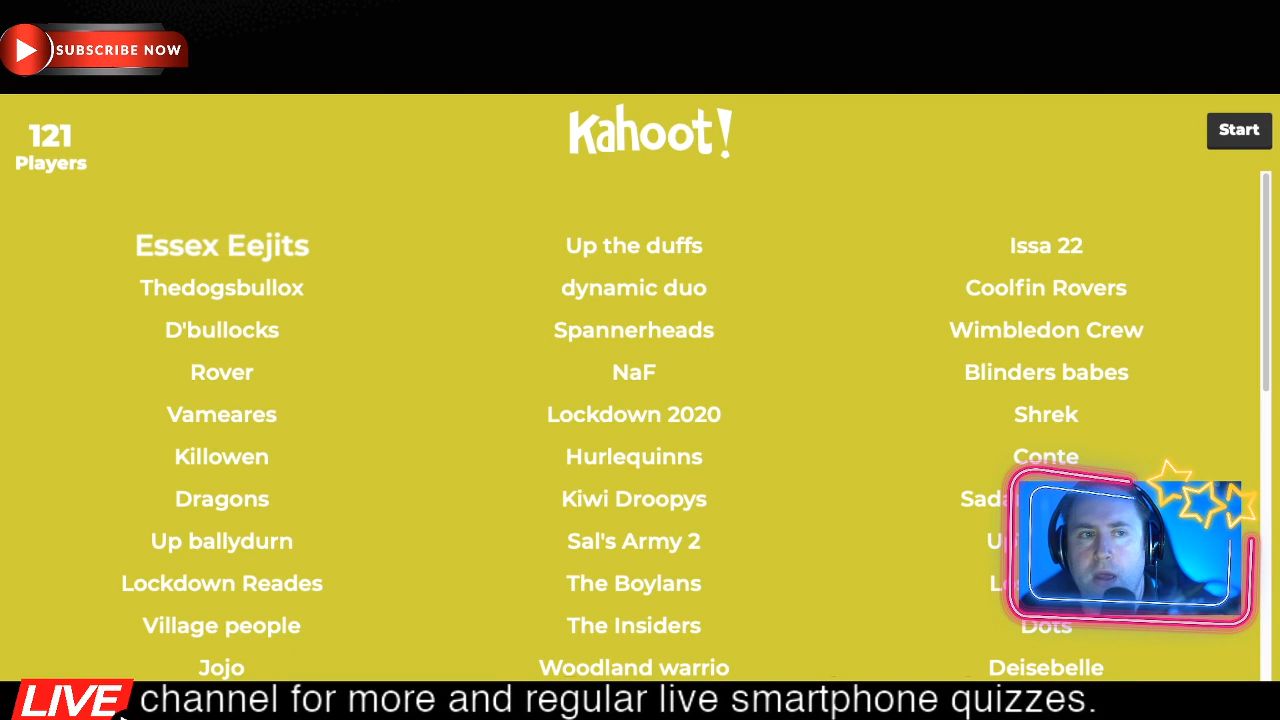 SUBSCRIBE NOW
121
Players
Kahoot!
Start
Essex Eejits
Up the duffs
Issa 22
Thedogsbullox
dynamic duo
Coolfin Rovers
D'bullocks
Spannerheads
Wimbledon Crew
Rover
NaF
Blinders babes
Vameares
Lockdown 2020
Shrek
Killowen
Hurlequinns
Conte
Dragons
Kiwi Droopys
Up ballydurn
Sal's Army 2
Lockdown Reades
The Boylans
Village people
The Insiders
Dots
Jojo
Woodland warrio
Deisebelle
LIVE
channel for more and regular live smartphone quizzes.